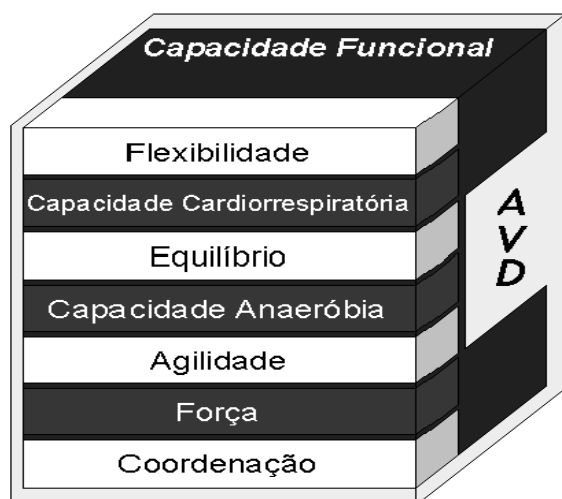 Capacidade Funcional
Flexibilidade
Capacidade Cardiorrespiratória
Equilíbrio
Capacidade Anaeróbia
Agilidade
Força
Coordenação
A
V
D